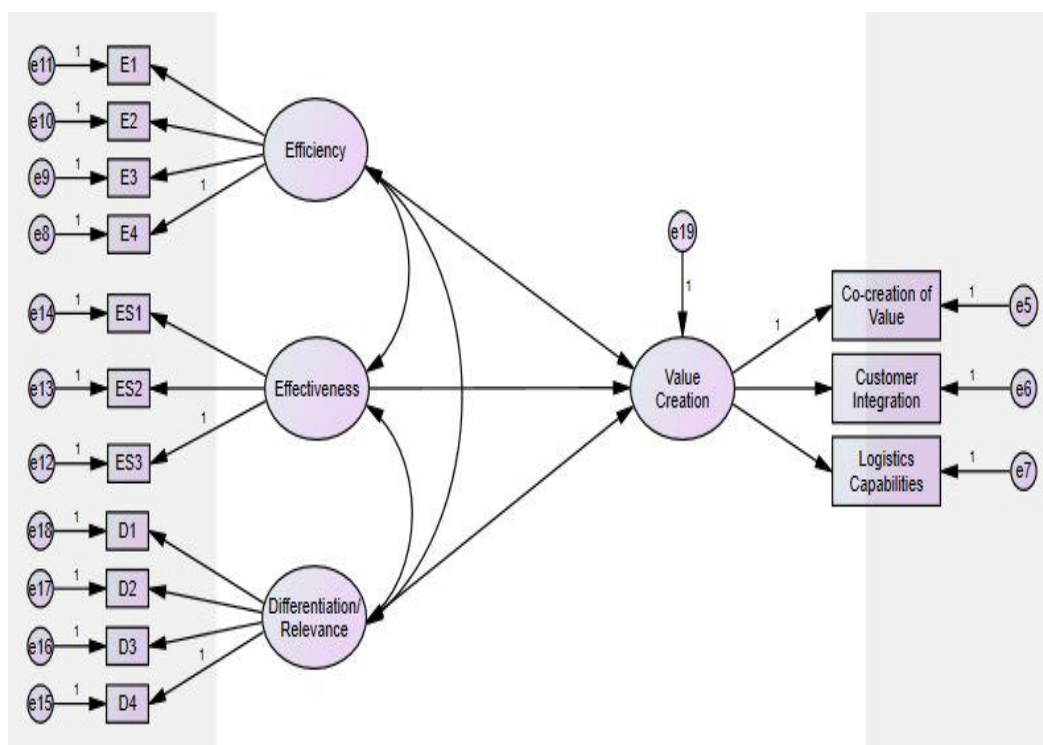 e11
1
E1
e10
1
E2
e9
1
E3
e8
1
E4
1
Efficiency
e14
1
ES1
e13
1
ES2
e12
1
ES3
1
Effectiveness
e18
1
D1
e17
1
D2
e16
1
D3
e15
1
D4
1
Differentiation/
Relevance
e19
1
Value
Creation
1
Co-creation of
Value
1
e5
Customer
Integration
1
e6
Logistics
Capabilities
1
e7